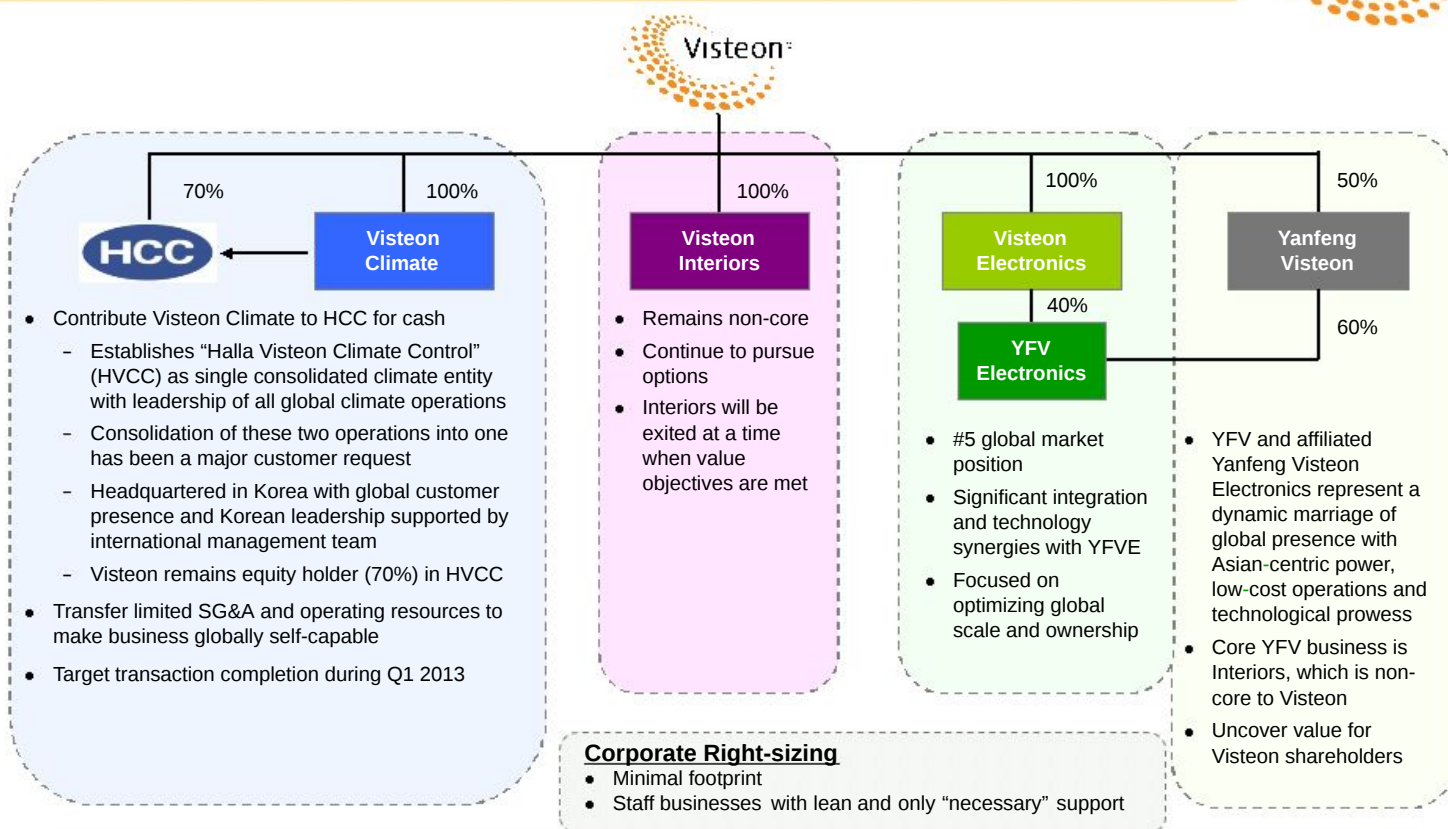 Visteon
70%
100%
HCC
Visteon
Climate
• Contribute Visteon Climate to HCC for cash
– Establishes “Halla Visteon Climate Control”
(HVCC) as single consolidated climate entity
with leadership of all global climate operations
– Consolidation of these two operations into one
has been a major customer request
– Headquartered in Korea with global customer
presence and Korean leadership supported by
international management team
– Visteon remains equity holder (70%) in HVCC
• Transfer limited SG&A and operating resources to
make business globally self-capable
• Target transaction completion during Q1 2013
100%
Visteon
Interiors
• Remains non-core
• Continue to pursue
options
• Interiors will be
exited at a time
when value
objectives are met
100%
Visteon
Electronics
40%
YFV
Electronics
• #5 global market
position
• Significant integration
and technology
synergies with YFVE
• Focused on
optimizing global
scale and ownership
50%
Yanfeng
Visteon
60%
• YFV and affiliated
Yanfeng Visteon
Electronics represent a
dynamic marriage of
global presence with
Asian-centric power,
low-cost operations and
technological prowess
• Core YFV business is
Interiors, which is non-
core to Visteon
• Uncover value for
Visteon shareholders
Corporate Right-sizing
• Minimal footprint
• Staff businesses with lean and only “necessary” support